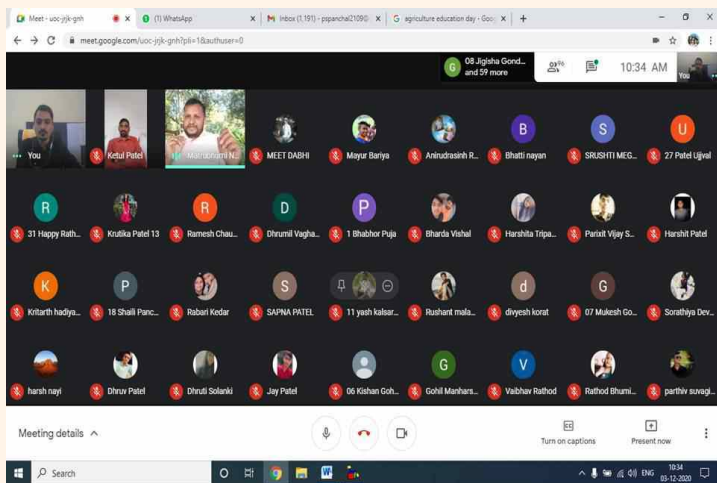 Meet - uoc-jrjk-gnh
(1) WhatsApp
Inbox (1,191) - pspanchal2109@
agriculture education day - Goo
meet.google.com/uoc-jrjk-gnh?pli=1&authuser=0
G 08 Jigisha Gond... and 59 more
96
10:34 AM
You
You
Ketul Patel
Matrubhumi N...
MEET DABHI
Mayur Bariya
Anirudrasinh R...
B Bhatti nayan
S SRUSHTI MEG...
U 27 Patel Ujjval
R 31 Happy Rath...
Krutika Patel 13
R Ramesh Chau...
D Dhrumil Vagha...
P 1 Bhabhor Puja
Bharda Vishal
Harshita Tripa...
Parixit Vijay S...
Harshit Patel
K Kritarth hadiya...
P 18 Shaili Panc...
Rabari Kedar
S SAPNA PATEL
11 yash kalsar...
Rushant mala...
d divyesh korat
G 07 Mukesh Go...
Sorathiya Dev...
harsh nayi
Dhruv Patel
Dhruti Solanki
Jay Patel
06 Kishan Goh...
G Gohil Manhars...
V Vaibhav Rathod
Rathod Bhumi...
parthiv suvagi...
Meeting details
CC
Turn on captions
Present now
Search
ENG
10:34
03-12-2020